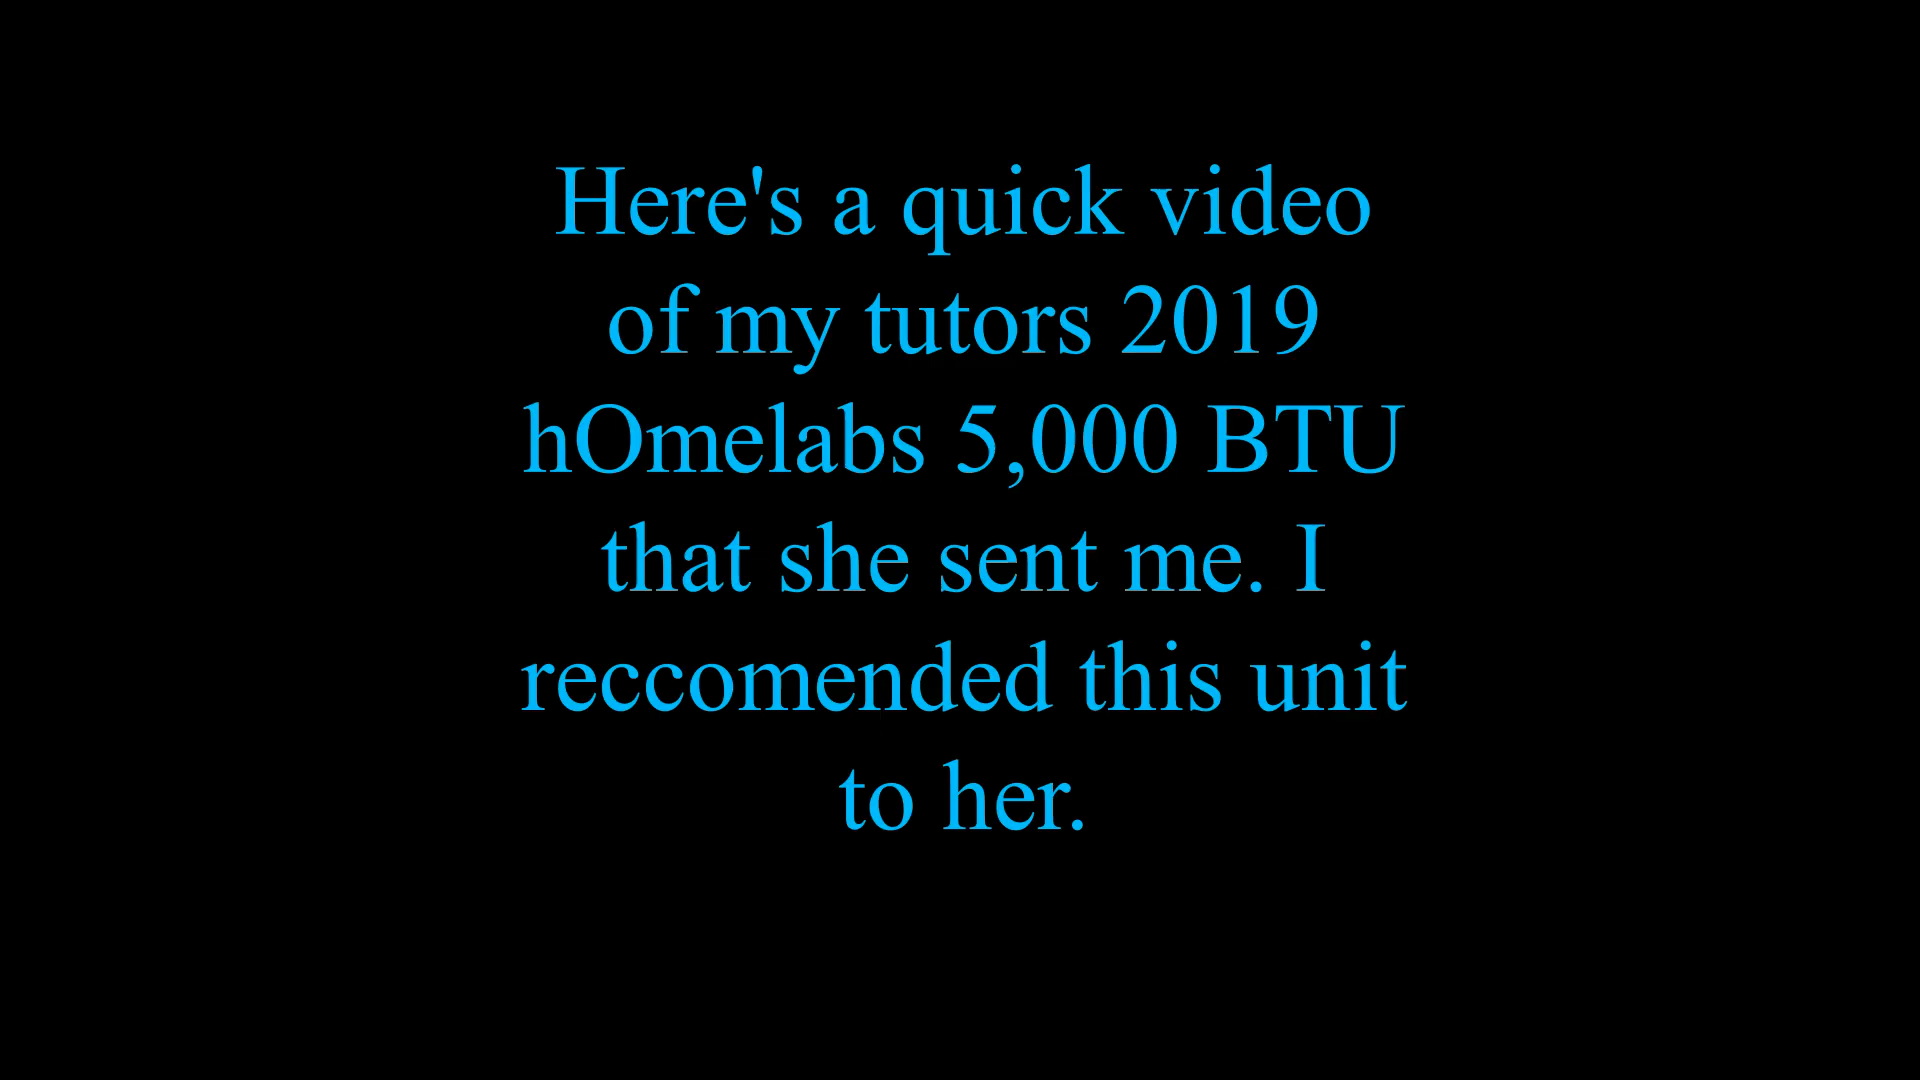 Here's a quick video
of my tutors 2019
hOmelabs 5,000 BTU
that she sent me. I
reccomended this unit
to her.